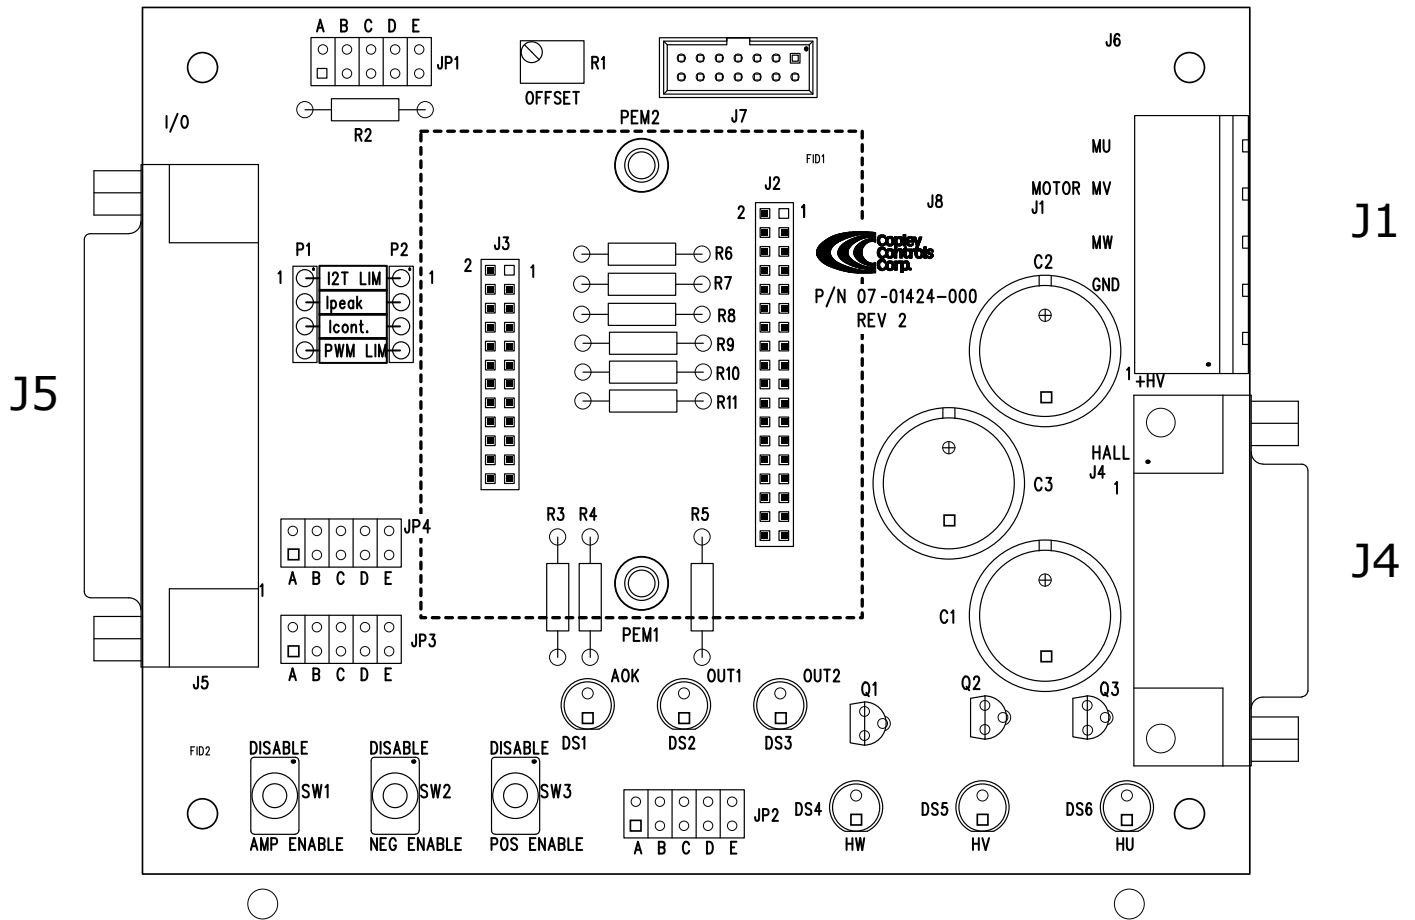 A B C D E
JP1
R1
OFFSET
J6
I/O
R2
PEM2
J7
FID1
MU
MOTOR MV
J1
MW
GND
J1
J2
2 1
J8
Copley
Controls
Corp.
P/N 07-01424-000
REV 2
C2
P1 P2
1 1
I2T LIM
Ipeak
Icont.
PWM LIM
J3
2 1
R6
R7
R8
R9
R10
R11
J5
1
+HV
HALL
J4
1
C3
J4
R3 R4 R5
JP4
A B C D E
1
C1
PEM1
JP3
A B C D E
J5
AOK OUT1 OUT2
Q1 Q2 Q3
DS1 DS2 DS3
FID2
DISABLE DISABLE DISABLE
SW1 SW2 SW3
AMP ENABLE NEG ENABLE POS ENABLE
JP2
A B C D E
DS4 DS5 DS6
HW HV HU